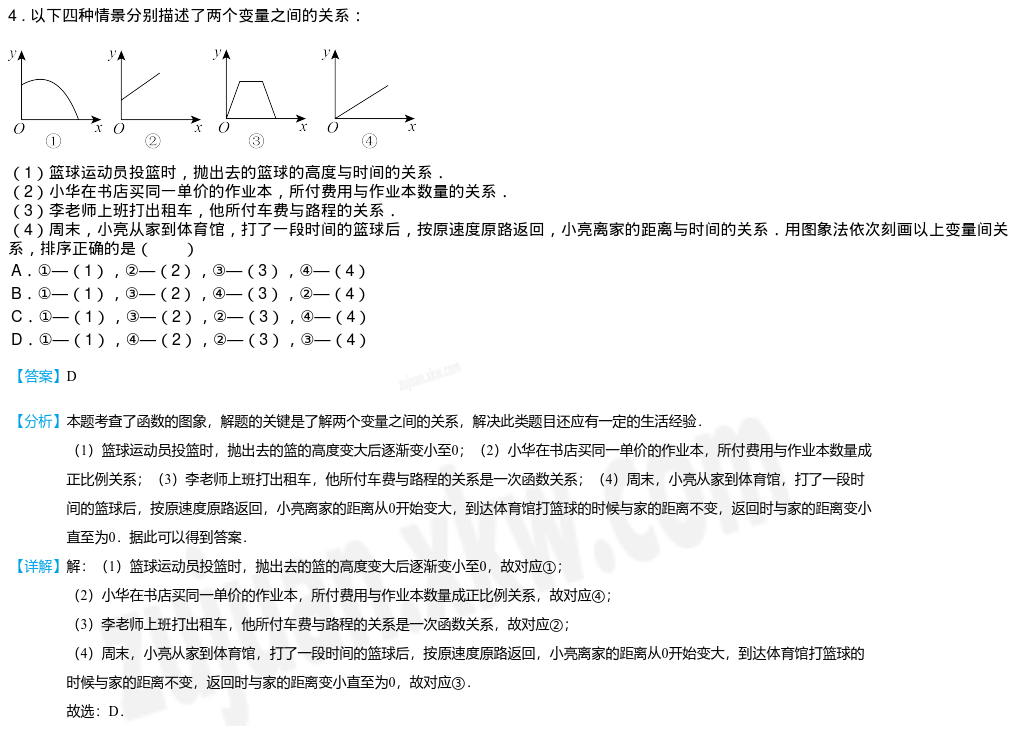 4．以下四种情景分别描述了两个变量之间的关系：
y y y y
O x O x O x O x
① ② ③ ④
（1）篮球运动员投篮时，抛出去的篮球的高度与时间的关系．
（2）小华在书店买同一单价的作业本，所付费用与作业本数量的关系．
（3）李老师上班打出租车，他所付车费与路程的关系．
（4）周末，小亮从家到体育馆，打了一段时间的篮球后，按原速度原路返回，小亮离家的距离与时间的关系．用图象法依次刻画以上变量间关
系，排序正确的是（　　）
A．①—（1），②—（2），③—（3），④—（4）
B．①—（1），③—（2），④—（3），②—（4）
C．①—（1），③—（2），②—（3），④—（4）
D．①—（1），④—（2），②—（3），③—（4）
【答案】D
zujuan.xkw.com
【分析】本题考查了函数的图象，解题的关键是了解两个变量之间的关系，解决此类题目还应有一定的生活经验．
（1）篮球运动员投篮时，抛出去的篮的高度变大后逐渐变小至0；（2）小华在书店买同一单价的作业本，所付费用与作业本数量成
正比例关系；（3）李老师上班打出租车，他所付车费与路程的关系是一次函数关系；（4）周末，小亮从家到体育馆，打了一段时
间的篮球后，按原速度原路返回，小亮离家的距离从0开始变大，到达体育馆打篮球的时候与家的距离不变，返回时与家的距离变小
直至为0．据此可以得到答案．
【详解】解：（1）篮球运动员投篮时，抛出去的篮的高度变大后逐渐变小至0，故对应①；
（2）小华在书店买同一单价的作业本，所付费用与作业本数量成正比例关系，故对应④；
（3）李老师上班打出租车，他所付车费与路程的关系是一次函数关系，故对应②；
（4）周末，小亮从家到体育馆，打了一段时间的篮球后，按原速度原路返回，小亮离家的距离从0开始变大，到达体育馆打篮球的
时候与家的距离不变，返回时与家的距离变小直至为0，故对应③．
故选：D．
zujuan.xkw.com